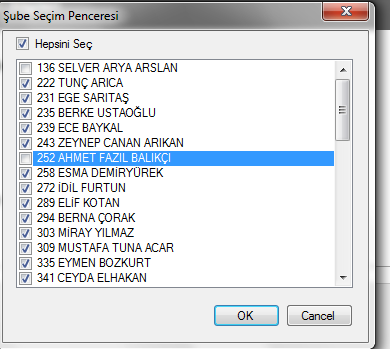 Şube Seçim Penceresi
Hepsini Seç
136 SELVER ARYA ARSLAN
222 TUNÇ ARICA
231 EGE SARITAŞ
235 BERKE USTAOĞLU
239 ECE BAYKAL
243 ZEYNEP CANAN ARIKAN
252 AHMET FAZIL BALIKÇI
258 ESMA DEMİRYÜREK
272 İDİL FURTUN
289 ELİF KOTAN
294 BERNA ÇORAK
303 MİRAY YILMAZ
309 MUSTAFA TUNA ACAR
335 EYMEN BOZKURT
341 CEYDA ELHAKAN
OK Cancel